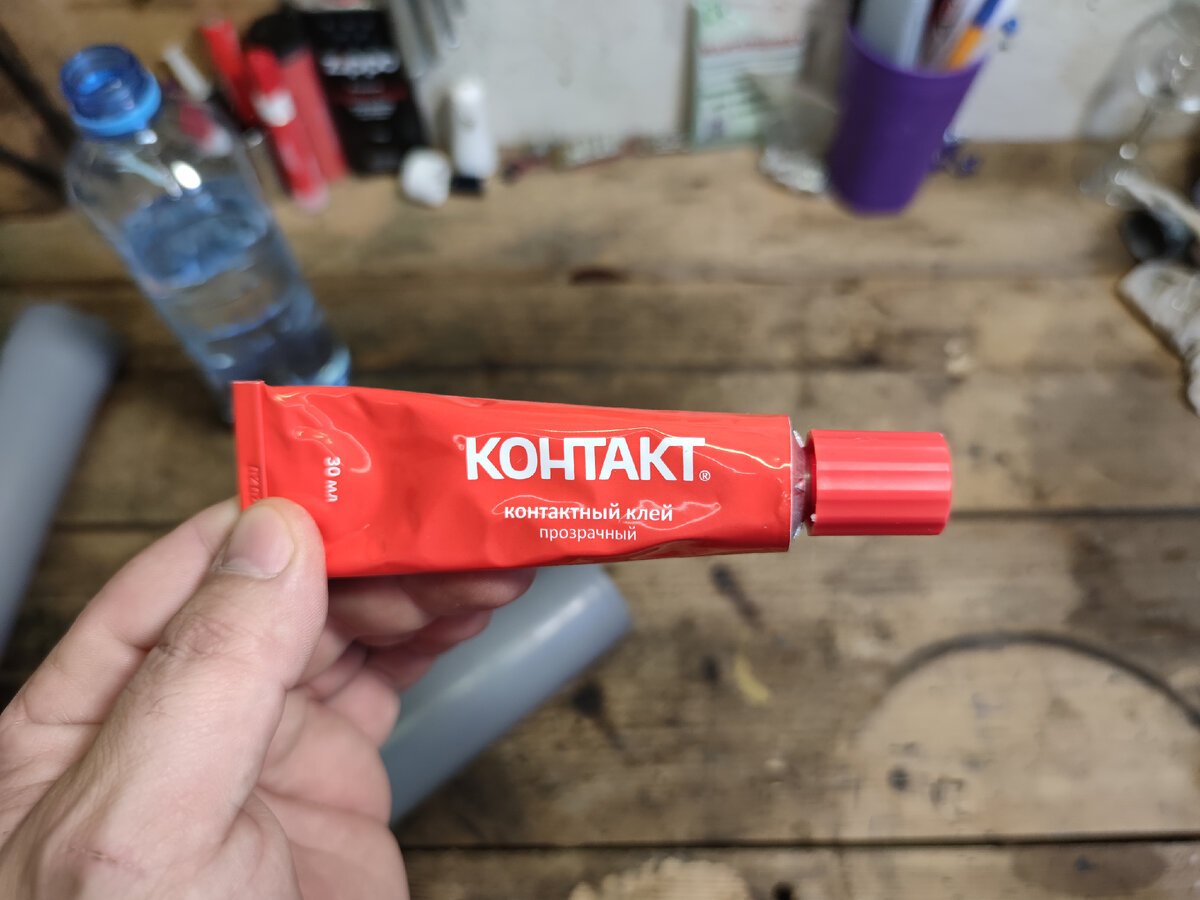 КОНТАКТ®
контактный клей
прозрачный
30 мл